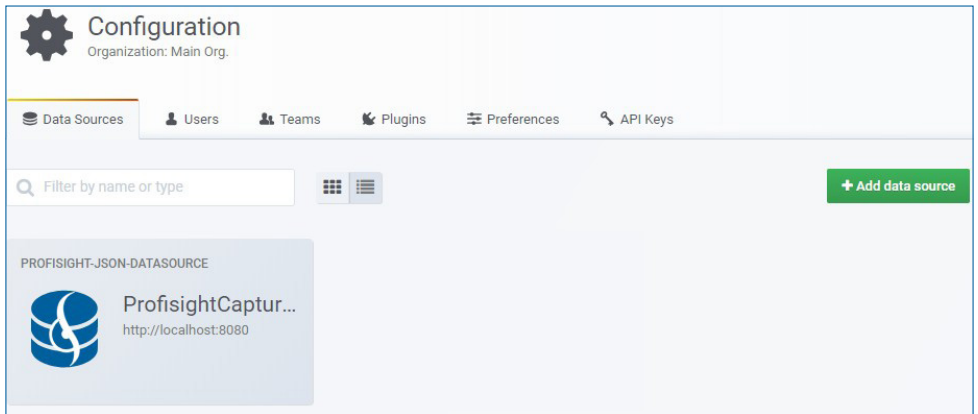 Configuration
Organization: Main Org.
Data Sources Users Teams Plugins Preferences API Keys
Filter by name or type
+ Add data source
PROFISIGHT-JSON-DATASOURCE
ProfisightCaptur...
http://localhost:8080